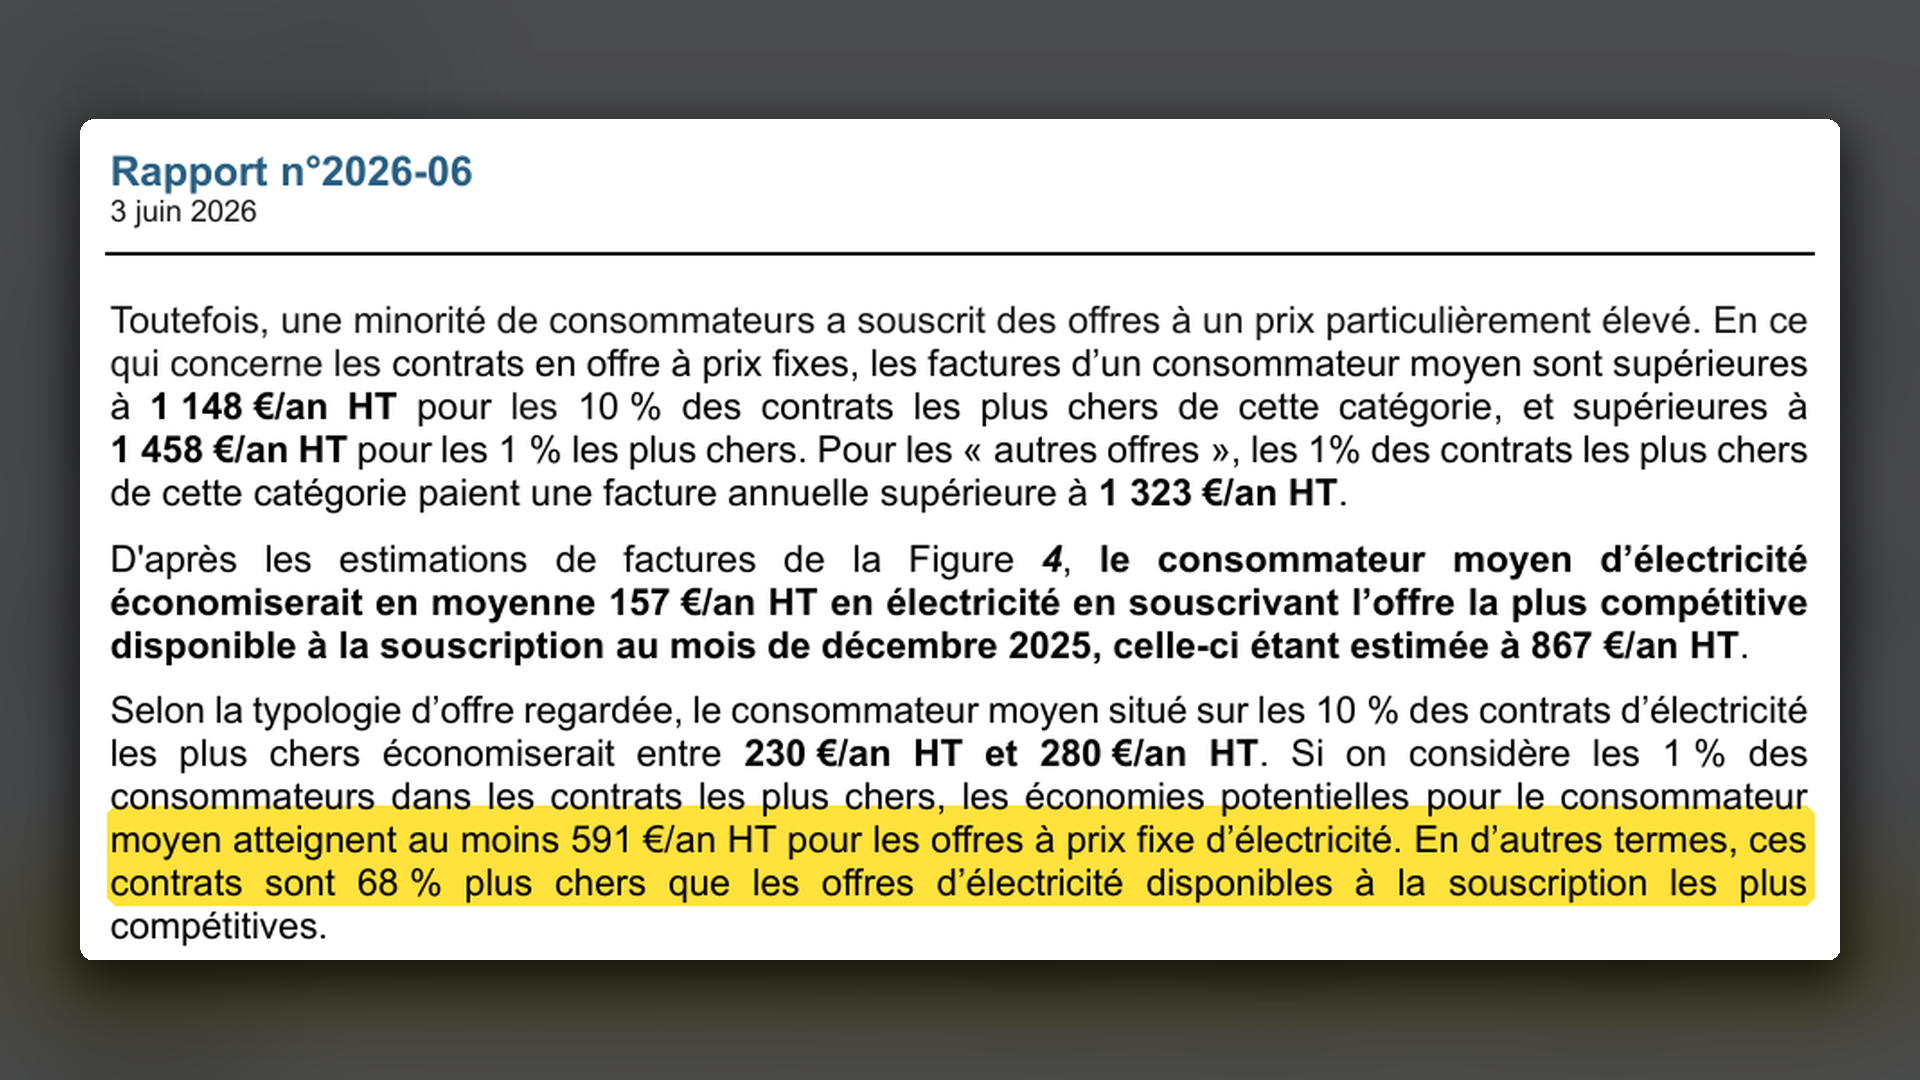 Rapport n°2026-06
3 juin 2026
Toutefois, une minorité de consommateurs a souscrit des offres à un prix particulièrement élevé. En ce
qui concerne les contrats en offre à prix fixes, les factures d’un consommateur moyen sont supérieures
à 1 148 €/an HT pour les 10 % des contrats les plus chers de cette catégorie, et supérieures à
1 458 €/an HT pour les 1 % les plus chers. Pour les « autres offres », les 1% des contrats les plus chers
de cette catégorie paient une facture annuelle supérieure à 1 323 €/an HT.
D'après les estimations de factures de la Figure 4, le consommateur moyen d’électricité
économiserait en moyenne 157 €/an HT en électricité en souscrivant l’offre la plus compétitive
disponible à la souscription au mois de décembre 2025, celle-ci étant estimée à 867 €/an HT.
Selon la typologie d’offre regardée, le consommateur moyen situé sur les 10 % des contrats d’électricité
les plus chers économiserait entre 230 €/an HT et 280 €/an HT. Si on considère les 1 % des
consommateurs dans les contrats les plus chers, les économies potentielles pour le consommateur
moyen atteignent au moins 591 €/an HT pour les offres à prix fixe d’électricité. En d’autres termes, ces
contrats sont 68 % plus chers que les offres d’électricité disponibles à la souscription les plus
compétitives.